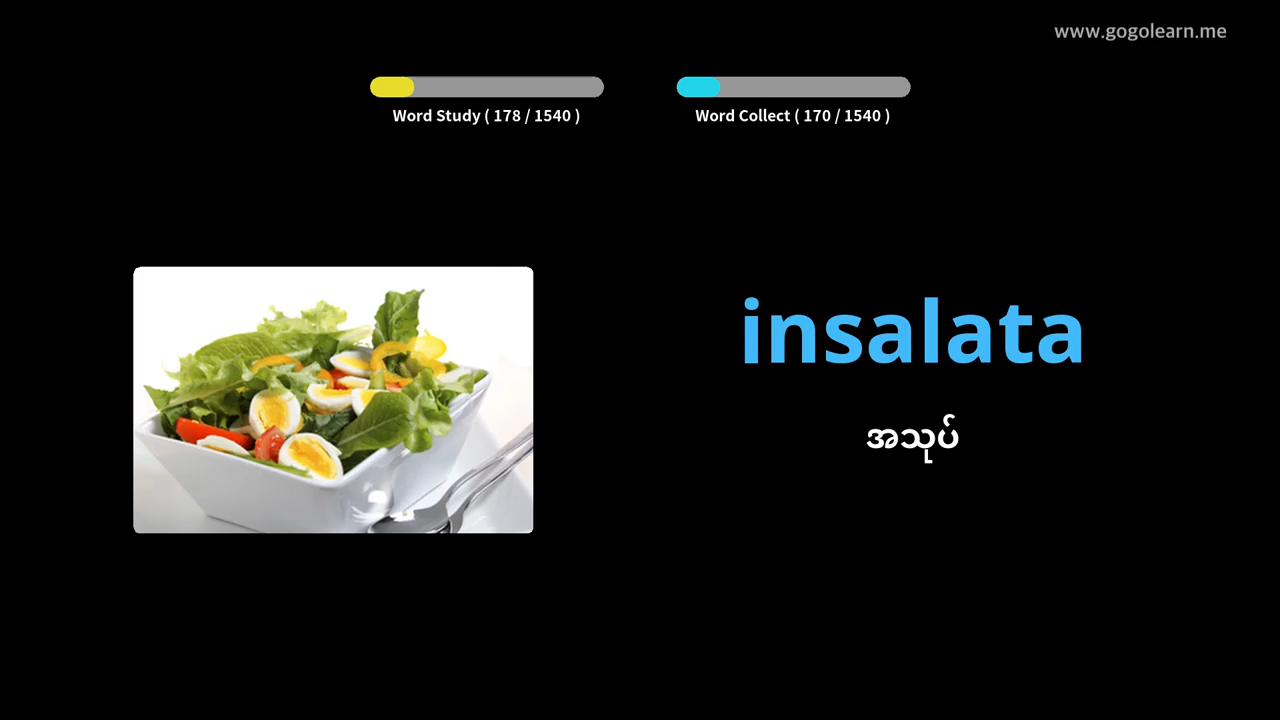 www.gogolearn.me
Word Study ( 178 / 1540 )
Word Collect ( 170 / 1540 )
insalata
အသုပ်